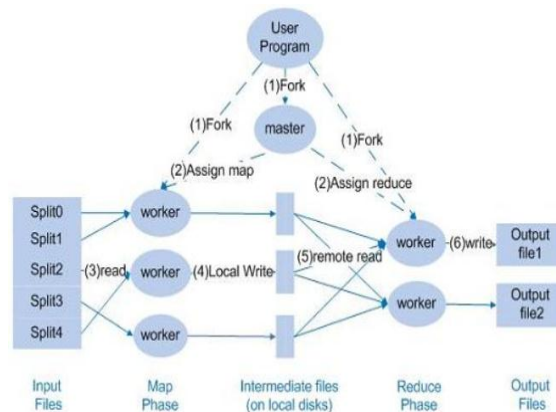 User
Program
(1)Fork
(1)Fork
(1)Fork
master
(2)Assign map
(2)Assign reduce
Split0
Split1
Split2
Split3
Split4
(3)read
worker
worker
worker
(4)Local Write
(5)remote read
worker
worker
(6)write
Output
file1
Output
file2
Input
Files
Map
Phase
Intermediate files
(on local disks)
Reduce
Phase
Output
Files